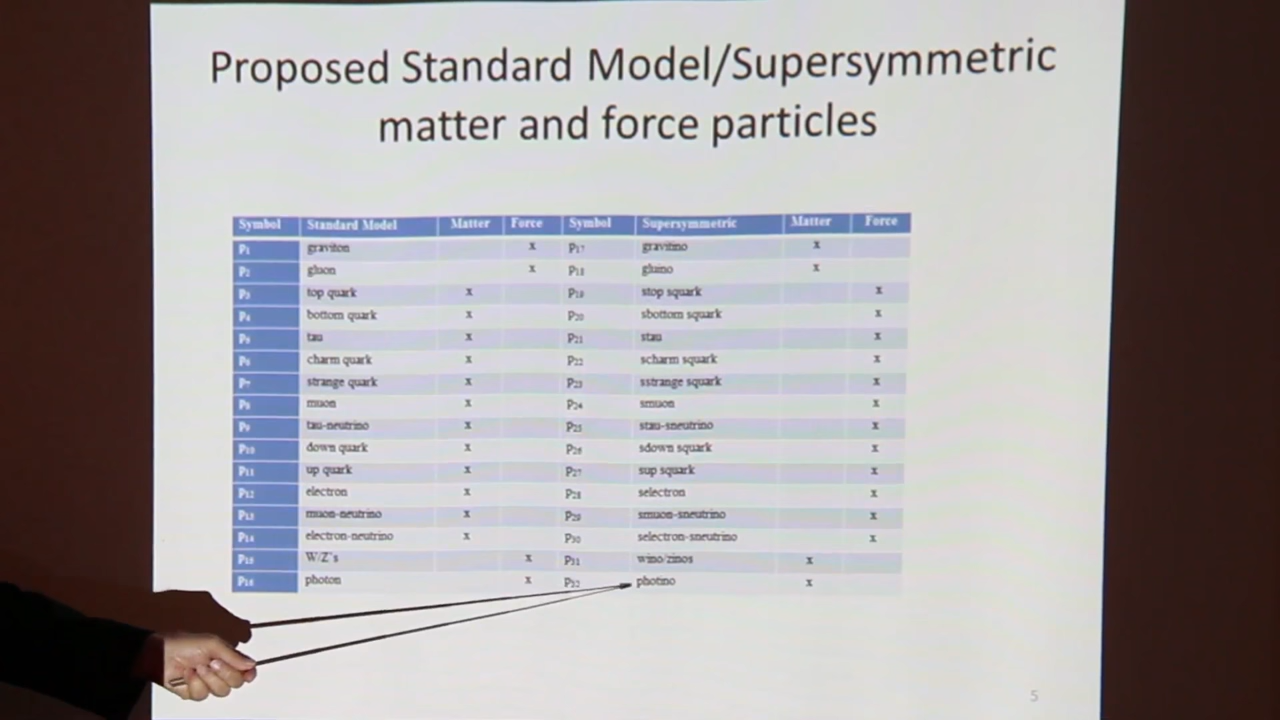 Proposed Standard Model/Supersymmetric
matter and force particles
Symbol Standard Model Matter Force Symbol Supersymmetric Matter Force
P1 graviton x P17 gravitino x
P2 gluon x P18 gluino x
P3 top quark x P19 stop squark x
P4 bottom quark x P20 sbottom squark x
P5 tau x P21 stau x
P6 charm quark x P22 scharm squark x
P7 strange quark x P23 sstrange squark x
P8 muon x P24 smuon x
P9 tau-neutrino x P25 stau-sneutrino x
P10 down quark x P26 sdown squark x
P11 up quark x P27 sup squark x
P12 electron x P28 selectron x
P13 muon-neutrino x P29 smuon-sneutrino x
P14 electron-neutrino x P30 selectron-sneutrino x
P15 W/Z's x P31 wino/zinos x
P16 photon x P32 photino x
5